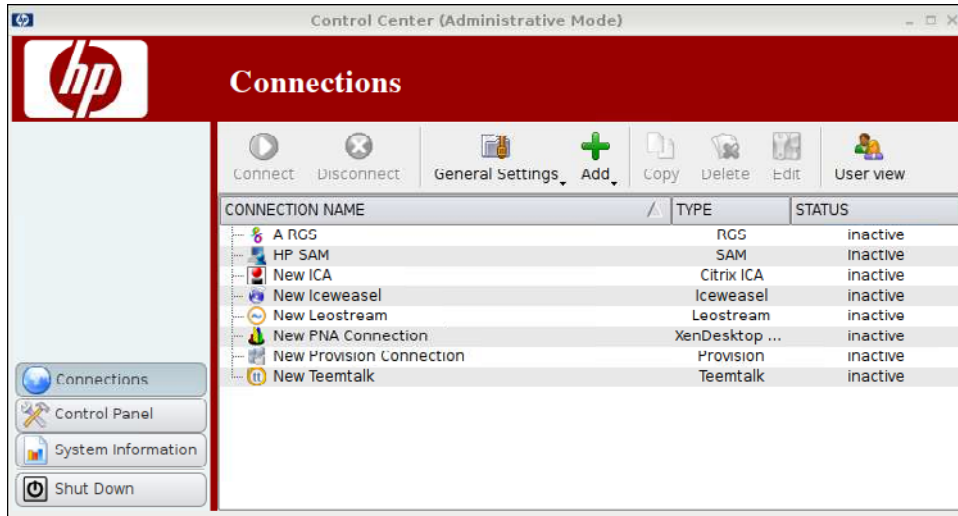 Control Center (Administrative Mode)
hp
Connections
Connect Disconnect General Settings Add Copy Delete Edit User view
CONNECTION NAME TYPE STATUS
A RGS RGS inactive
HP SAM SAM inactive
New ICA Citrix ICA inactive
New Iceweasel Iceweasel inactive
New Leostream Leostream inactive
New PNA Connection XenDesktop ... inactive
New Provision Connection Provision inactive
tt New Teemtalk Teemtalk inactive
Connections
Control Panel
System Information
Shut Down